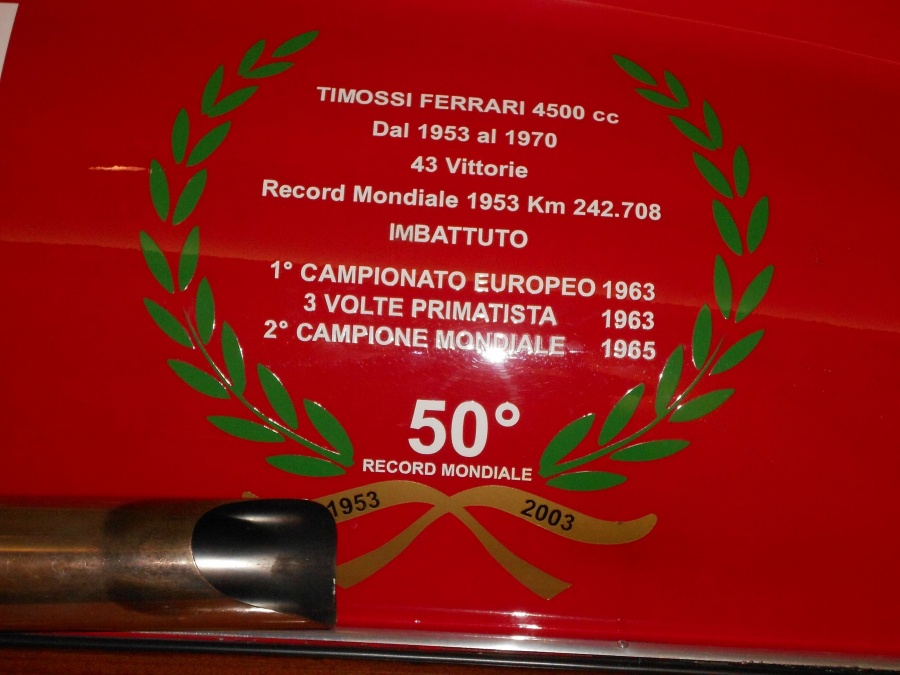 TIMOSSI FERRARI 4500 cc
Dal 1953 al 1970
43 Vittorie
Record Mondiale 1953 Km 242.708
IMBATTUTO
1° CAMPIONATO EUROPEO 1963
3 VOLTE PRIMATISTA 1963
2° CAMPIONE MONDIALE 1965
50°
RECORD MONDIALE
1953 2003